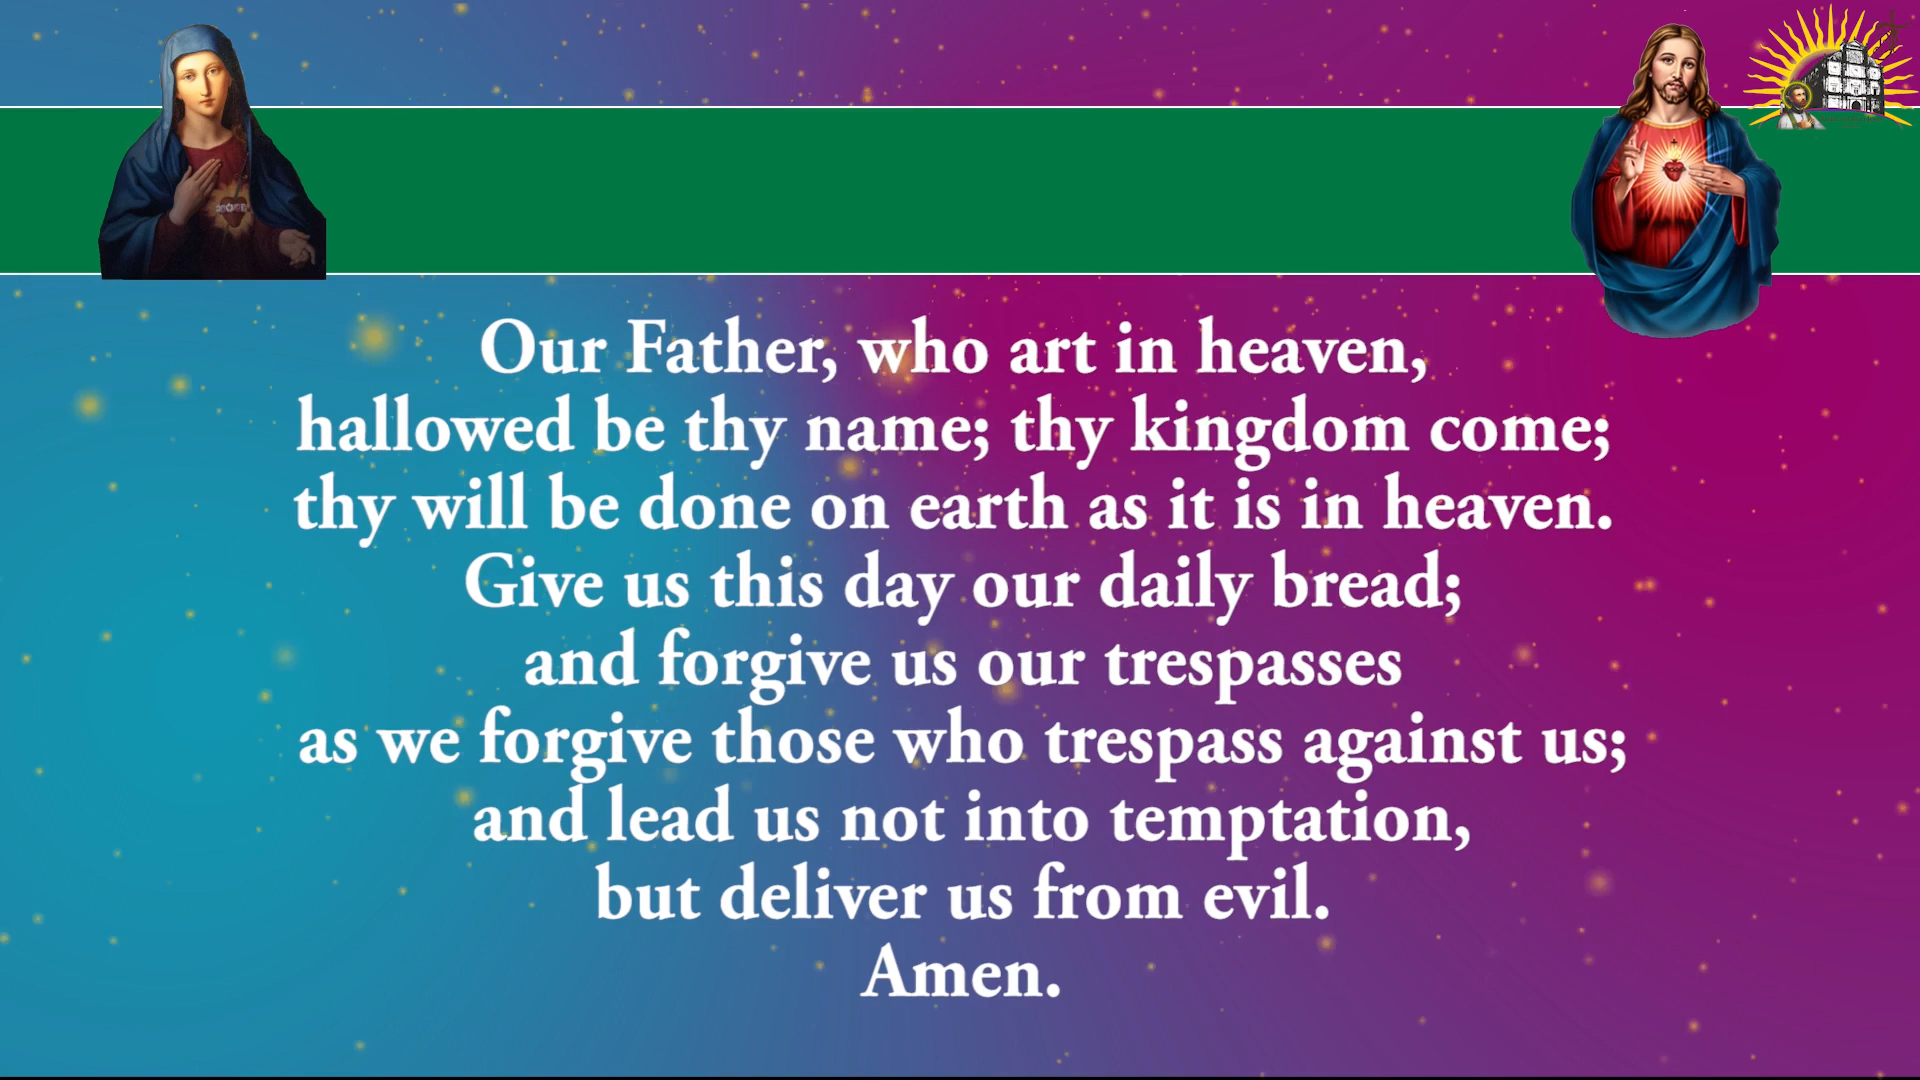 Our Father, who art in heaven,
hallowed be thy name; thy kingdom come;
thy will be done on earth as it is in heaven.
Give us this day our daily bread;
and forgive us our trespasses
as we forgive those who trespass against us;
and lead us not into temptation,
but deliver us from evil.
Amen.